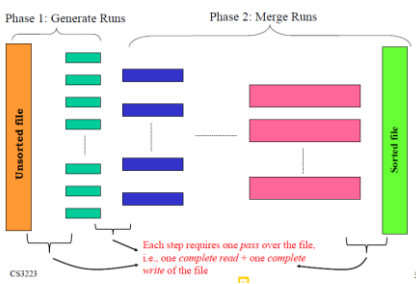 Phase 1: Generate Runs
Phase 2: Merge Runs
Unsorted file
Sorted file
Each step requires one pass over the file,
i.e., one complete read + one complete
write of the file
CS3223